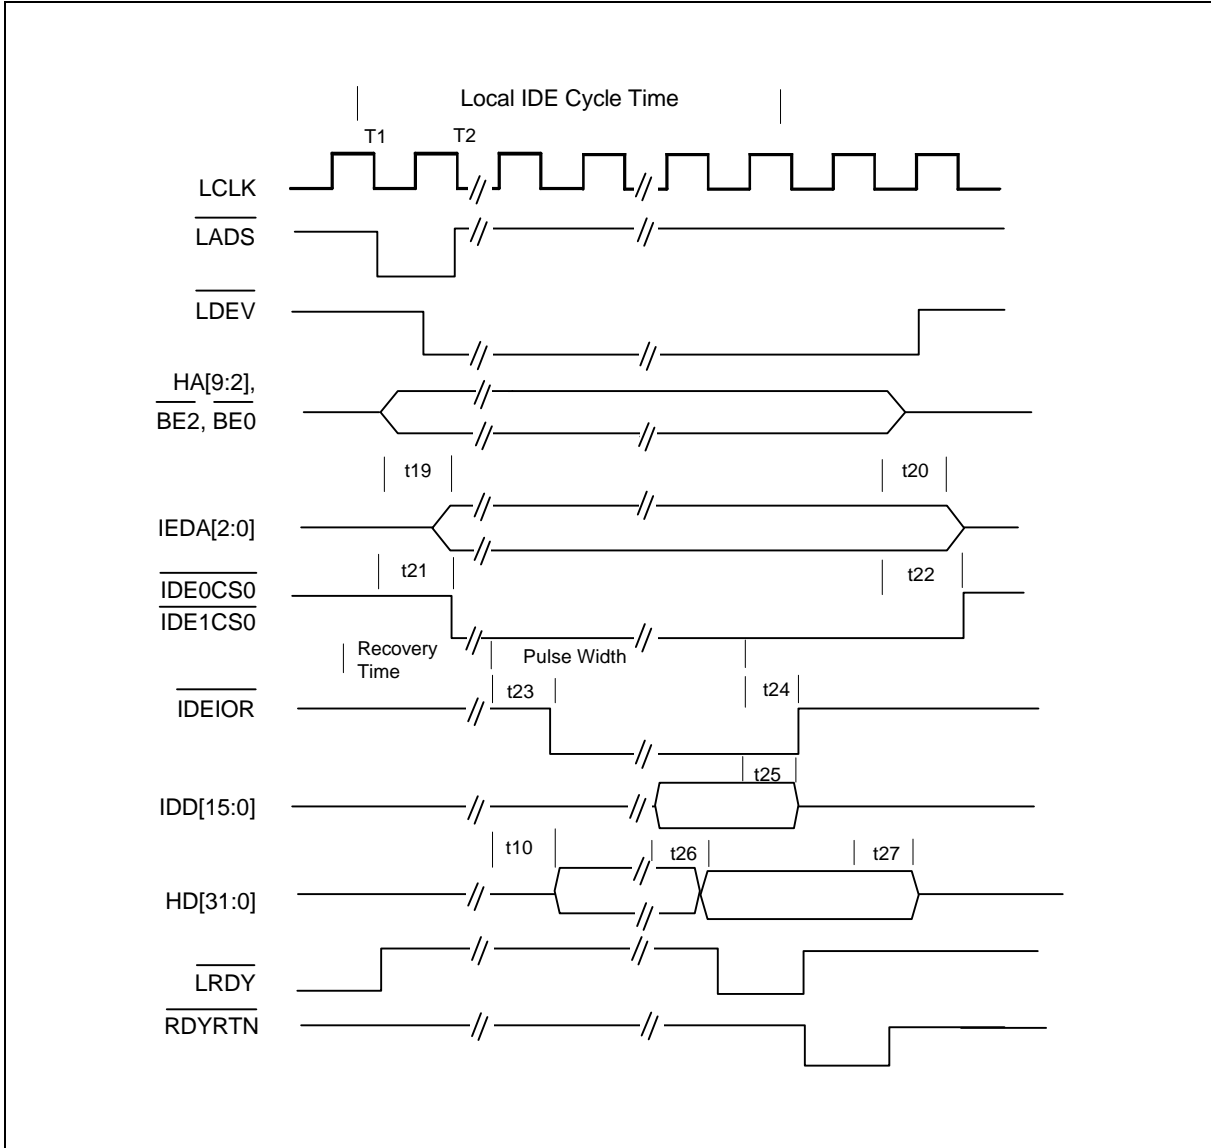 Local IDE Cycle Time
T1 T2
LCLK
LADS
LDEV
HA[9:2],
BE2, BE0
t19 t20
IEDA[2:0]
t21 t22
IDE0CS0
IDE1CS0
Recovery
Time
Pulse Width
t23 t24
IDEIOR
t25
IDD[15:0]
t10 t26 t27
HD[31:0]
LRDY
RDYRTN